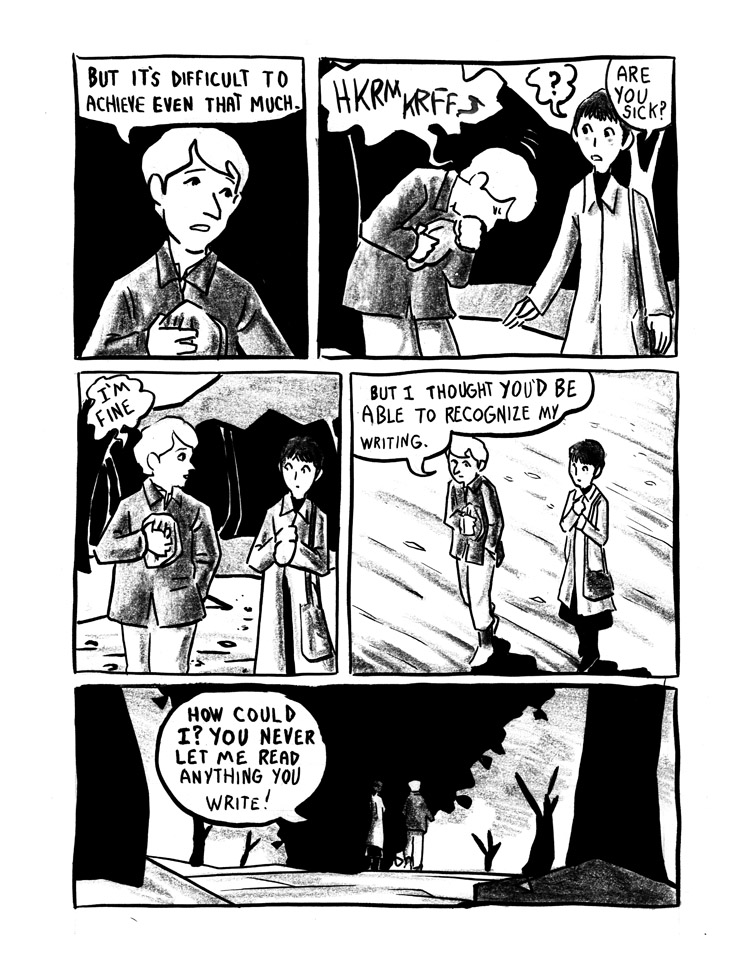 BUT IT'S DIFFICULT TO
ACHIEVE EVEN THAT MUCH.
HKRM
KRFF
?
ARE
YOU
SICK?
I'M
FINE
BUT I THOUGHT YOU'D BE
ABLE TO RECOGNIZE MY
WRITING.
HOW COULD
I? YOU NEVER
LET ME READ
ANYTHING YOU
WRITE!